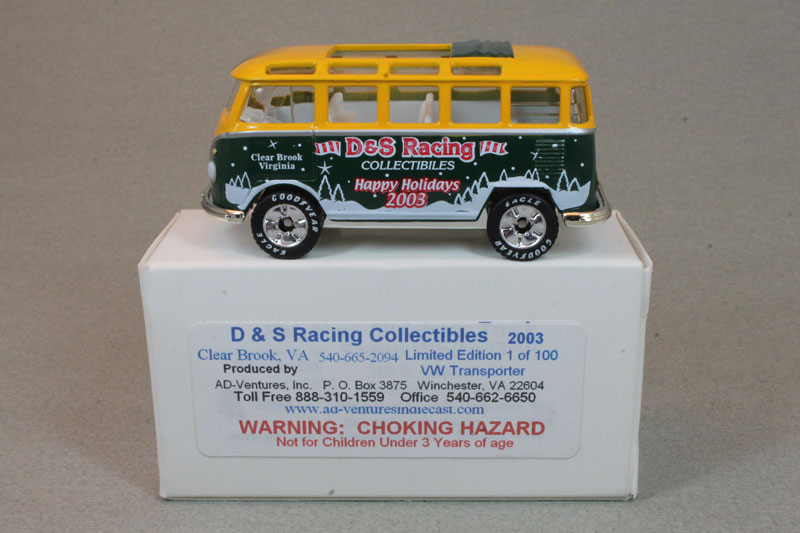 D&S Racing
COLLECTIBILES
Clear Brook
Virginia
Happy Holidays
2003
GOODYEAR
EAGLE
EAGLE
GOODYEAR
D & S Racing Collectibles 2003
Clear Brook, VA 540-665-2094 Limited Edition 1 of 100
Produced by VW Transporter
AD-Ventures, Inc. P. O. Box 3875 Winchester, VA 22604
Toll Free 888-310-1559 Office 540-662-6650
www.ad-venturesindiecast.com
WARNING: CHOKING HAZARD
Not for Children Under 3 Years of age